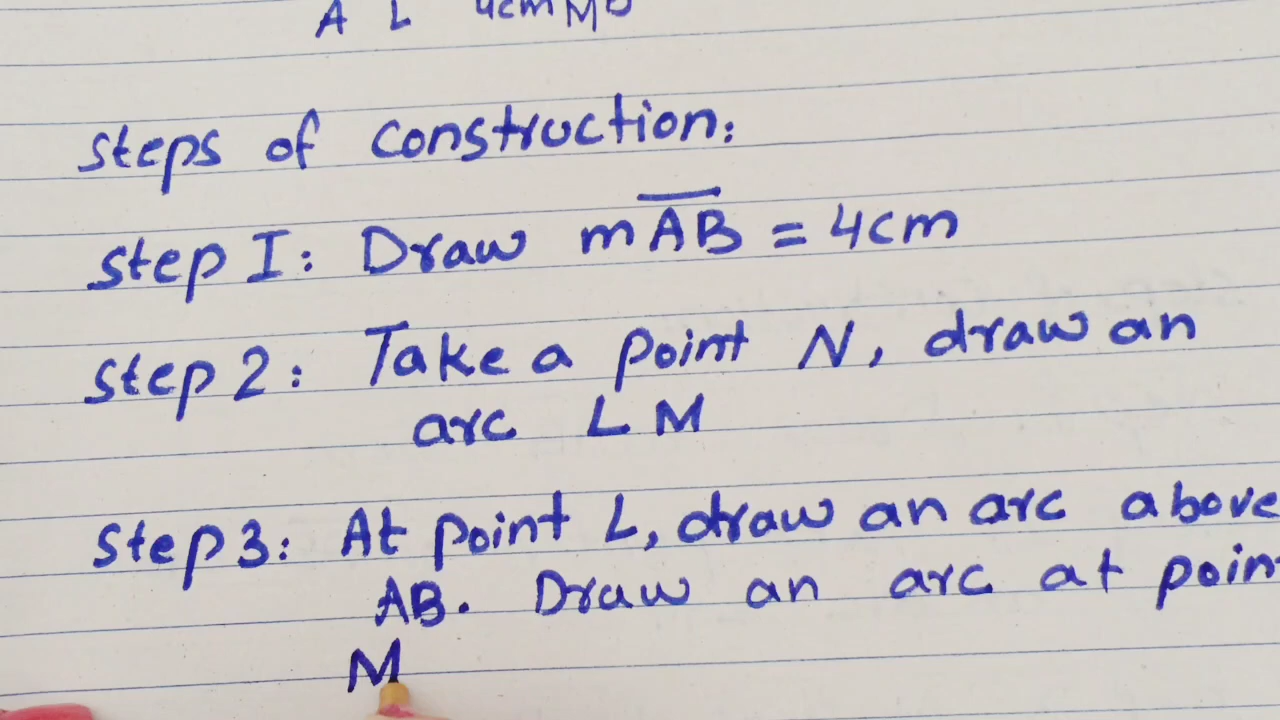 A L 4cm M
steps of construction:
step I: Draw mAB = 4cm
step 2: Take a point N, draw an
arc LM
step 3: At point L, draw an arc above
AB. Draw an arc at poin
M